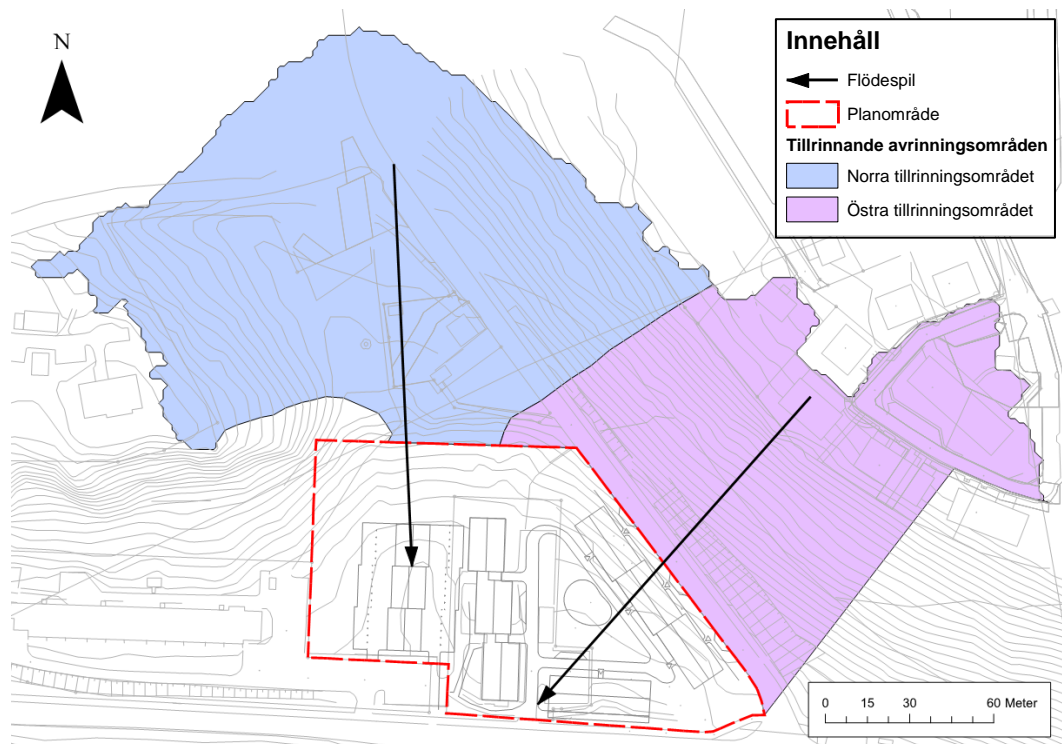 N
Innehåll
Flödespil
Planområde
Tillrinnande avrinningsområden
Norra tillrinningsområdet
Östra tillrinningsområdet
0 15 30 60 Meter